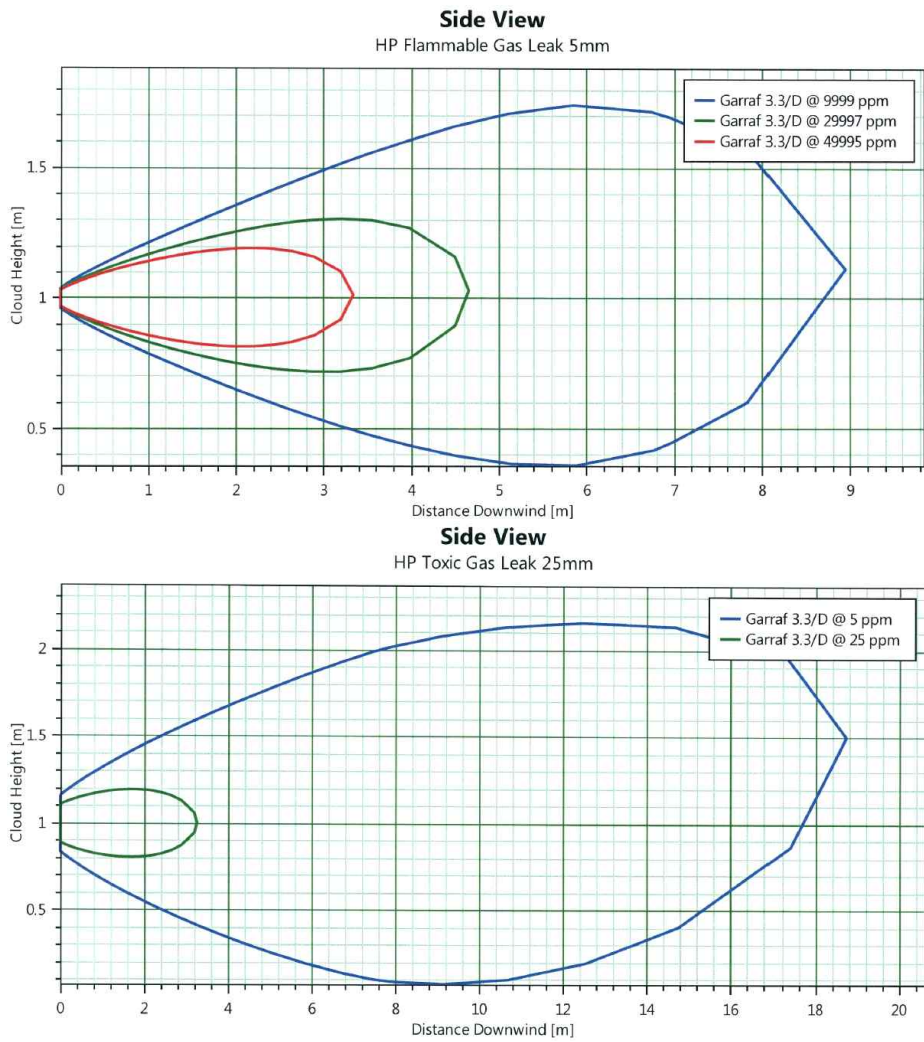 Side View
HP Flammable Gas Leak 5mm
Garraf 3.3/D @ 9999 ppm
Garraf 3.3/D @ 29997 ppm
Garraf 3.3/D @ 49995 ppm
Cloud Height [m]
1.5
1
0.5
0 1 2 3 4 5 6 7 8 9
Distance Downwind [m]
Side View
HP Toxic Gas Leak 25mm
Garraf 3.3/D @ 5 ppm
Garraf 3.3/D @ 25 ppm
Cloud Height [m]
2
1.5
1
0.5
0 2 4 6 8 10 12 14 16 18 20
Distance Downwind [m]